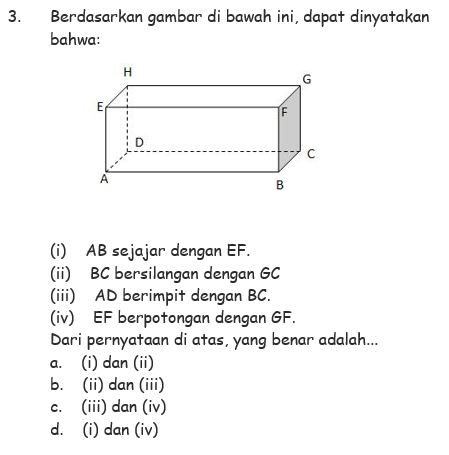 3. Berdasarkan gambar di bawah ini, dapat dinyatakan
bahwa:
H
G
E
F
D
C
A
B
(i) AB sejajar dengan EF.
(ii) BC bersilangan dengan GC
(iii) AD berimpit dengan BC.
(iv) EF berpotongan dengan GF.
Dari pernyataan di atas, yang benar adalah...
a. (i) dan (ii)
b. (ii) dan (iii)
c. (iii) dan (iv)
d. (i) dan (iv)